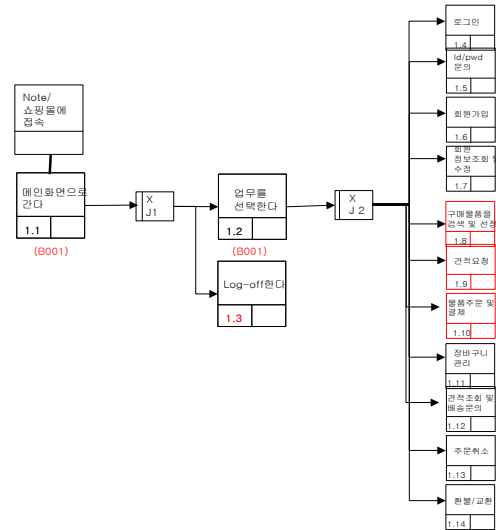 Note/
쇼핑몰에
접속
메인화면으로
간다
1.1
(B001)
X
J1
업무를
선택한다
1.2
(B001)
Log-off한다
1.3
X
J 2
로그인
1.4
Id/pwd
문의
1.5
회원가입
1.6
회원
정보조회 및
수정
1.7
구매물품을
검색 및 선정
1.8
견적요청
1.9
물품주문 및
결제
1.10
장바구니
관리
1.11
견적조회 및
배송문의
1.12
주문취소
1.13
환불/교환
1.14